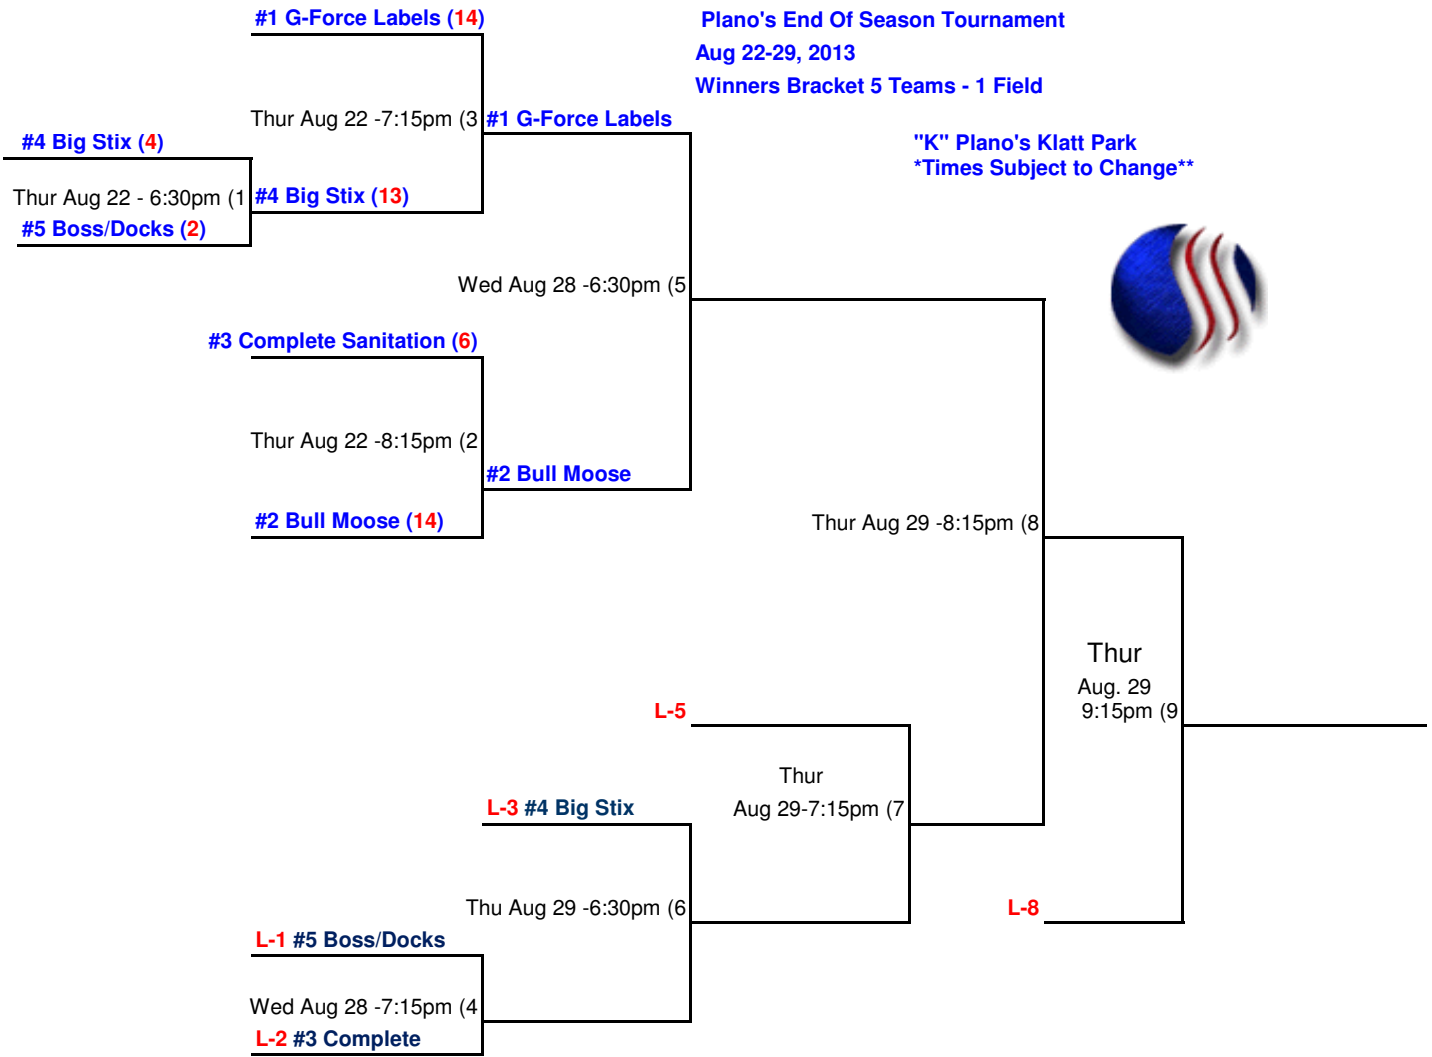 #1 G-Force Labels (14)
Plano's End Of Season Tournament
Aug 22-29, 2013
Winners Bracket 5 Teams - 1 Field
Thur Aug 22 -7:15pm (3
#1 G-Force Labels
#4 Big Stix (4)
"K" Plano's Klatt Park
*Times Subject to Change**
Thur Aug 22 - 6:30pm (1
#4 Big Stix (13)
#5 Boss/Docks (2)
Wed Aug 28 -6:30pm (5
#3 Complete Sanitation (6)
Thur Aug 22 -8:15pm (2
#2 Bull Moose
#2 Bull Moose (14)
Thur Aug 29 -8:15pm (8
Thur
Aug. 29
9:15pm (9
L-5
Thur
Aug 29-7:15pm (7
L-3 #4 Big Stix
Thu Aug 29 -6:30pm (6
L-8
L-1 #5 Boss/Docks
Wed Aug 28 -7:15pm (4
L-2 #3 Complete